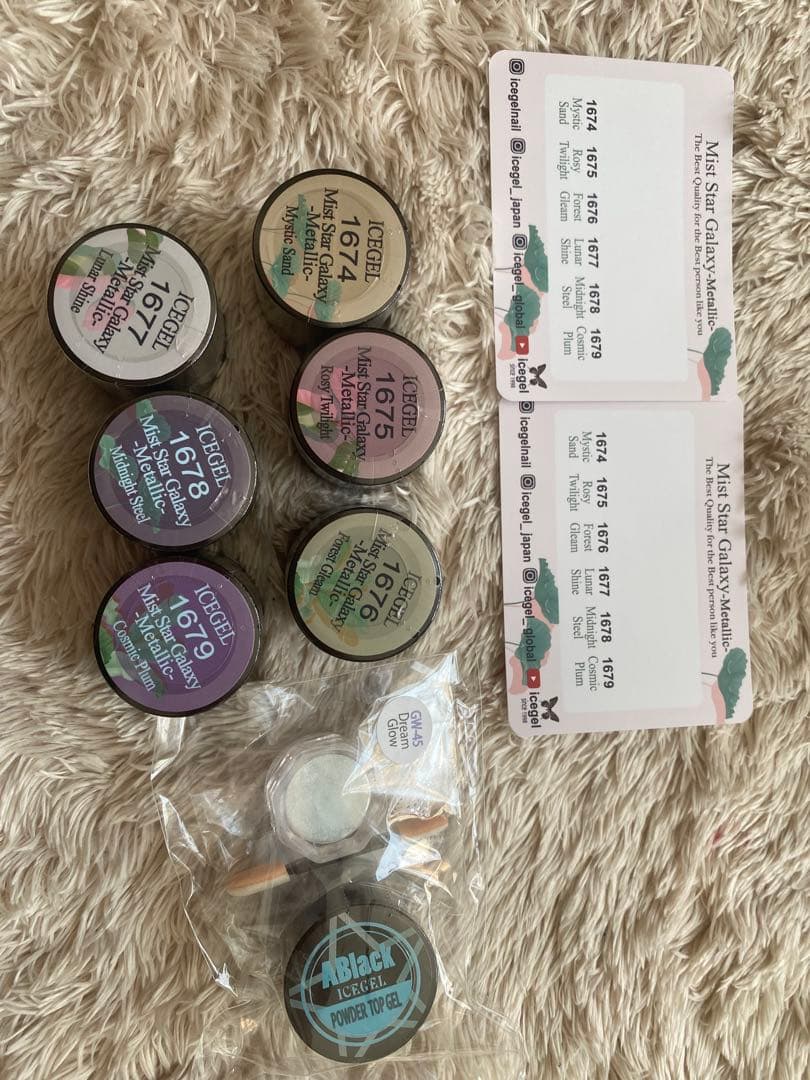 ICEGEL
1674
Mist Star Galaxy
-Metallic-
Mystic Sand
ICEGEL
1675
Mist Star Galaxy
-Metallic-
Rosy Twilight
ICEGEL
1676
Mist Star Galaxy
-Metallic-
Forest Gleam
ICEGEL
1677
Mist Star Galaxy
-Metallic-
Lunar Shine
ICEGEL
1678
Mist Star Galaxy
-Metallic-
Midnight Steel
ICEGEL
1679
Mist Star Galaxy
-Metallic-
Cosmic Plum
Mist Star Galaxy-Metallic-
The Best Quality for the Best person like you
1674 1675 1676 1677 1678 1679
Mystic Rosy Forest Lunar Midnight Cosmic
Sand Twilight Gleam Shine Steel Plum
icegelnail icegel_japan icegel_global icegel
SINCE 1998
Mist Star Galaxy-Metallic-
The Best Quality for the Best person like you
1674 1675 1676 1677 1678 1679
Mystic Rosy Forest Lunar Midnight Cosmic
Sand Twilight Gleam Shine Steel Plum
icegelnail icegel_japan icegel_global icegel
SINCE 1998
GW-45
Dream
Glow
ABlack
ICEGEL
POWDER TOP GEL